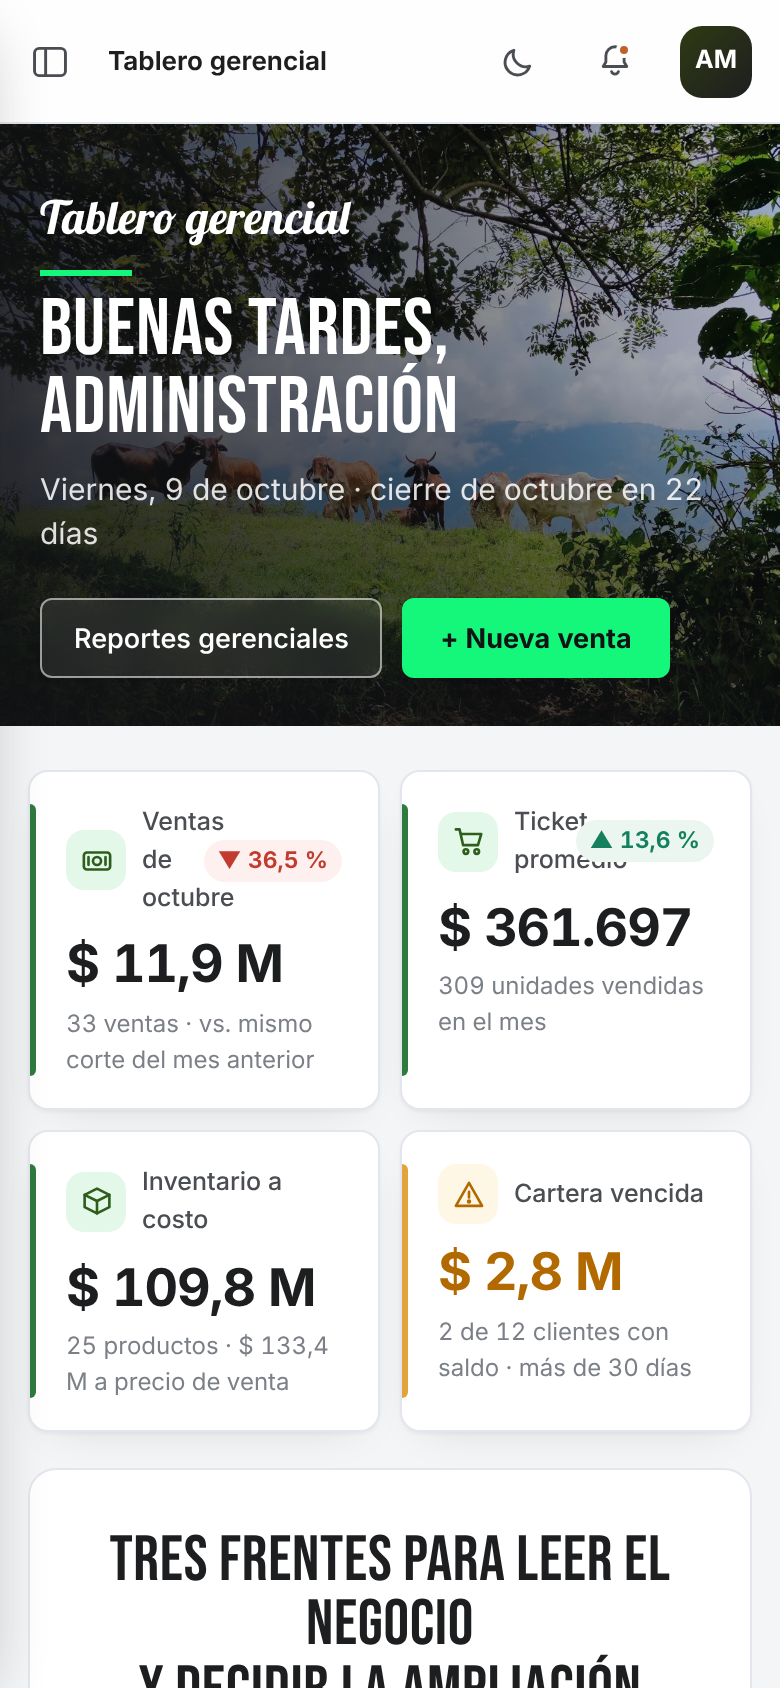 Tablero gerencial
AM
Tablero gerencial
BUENAS TARDES,
ADMINISTRACIÓN
Viernes, 9 de octubre · cierre de octubre en 22
días
Reportes gerenciales
+ Nueva venta
Ventas
de
octubre
▼ 36,5 %
$ 11,9 M
33 ventas · vs. mismo
corte del mes anterior
Ticket
promedio
▲ 13,6 %
$ 361.697
309 unidades vendidas
en el mes
Inventario a
costo
$ 109,8 M
25 productos · $ 133,4
M a precio de venta
Cartera vencida
$ 2,8 M
2 de 12 clientes con
saldo · más de 30 días
TRES FRENTES PARA LEER EL
NEGOCIO
Y DECIDIR LA AMPLIACIÓN